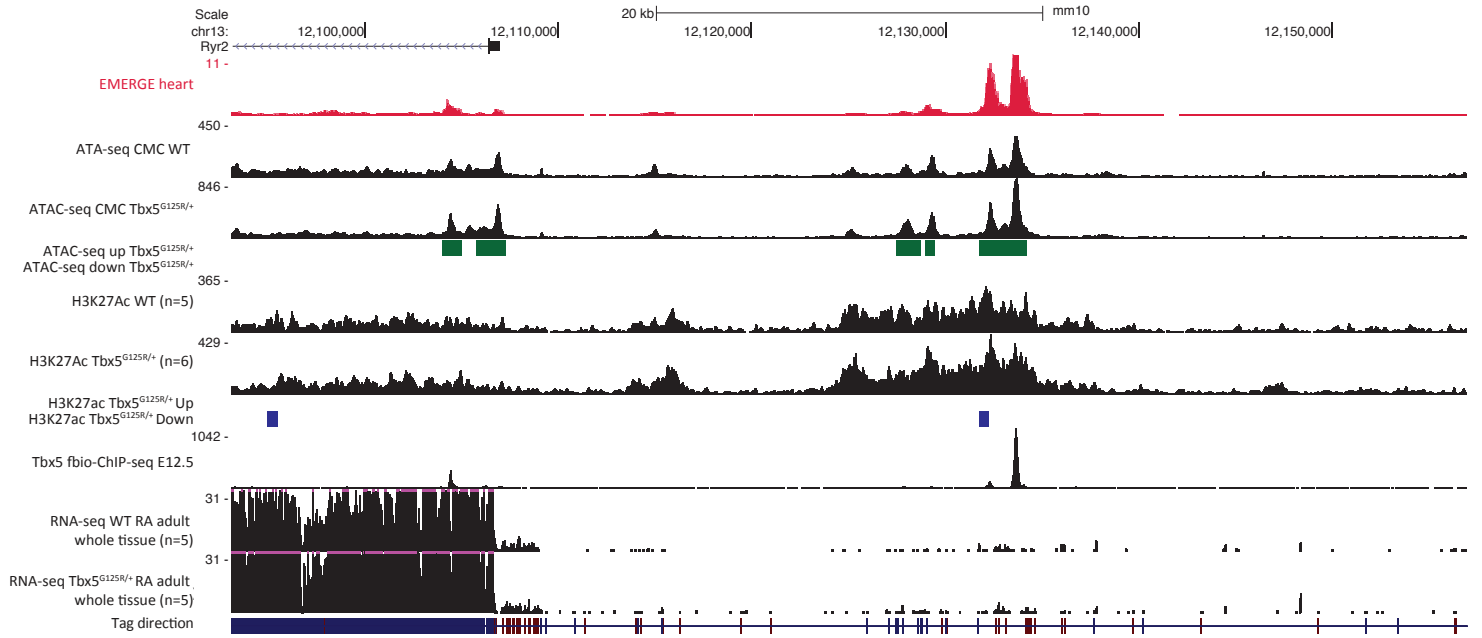 Scale 20 kb mm10
chr13: 12,100,000 12,110,000 12,120,000 12,130,000 12,140,000 12,150,000
Ryr2
11 -
EMERGE heart
450 -
ATA-seq CMC WT
846 -
ATAC-seq CMC Tbx5G125R/+
ATAC-seq up Tbx5G125R/+
ATAC-seq down Tbx5G125R/+
365 -
H3K27Ac WT (n=5)
429 -
H3K27Ac Tbx5G125R/+ (n=6)
H3K27ac Tbx5G125R/+ Up
H3K27ac Tbx5G125R/+ Down
1042 -
Tbx5 fbio-ChIP-seq E12.5
31 -
RNA-seq WT RA adult
whole tissue (n=5)
31 -
RNA-seq Tbx5G125R/+ RA adult
whole tissue (n=5)
Tag direction